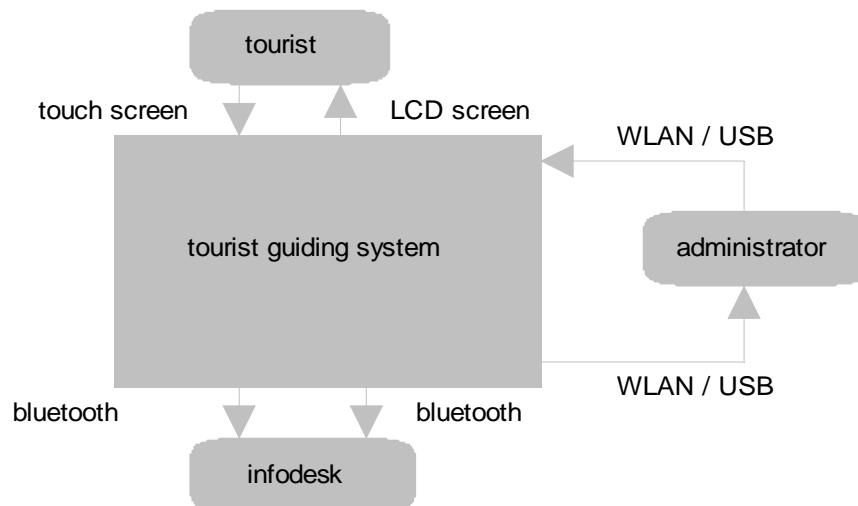 tourist
touch screen
LCD screen
WLAN / USB
tourist guiding system
administrator
WLAN / USB
bluetooth
bluetooth
infodesk